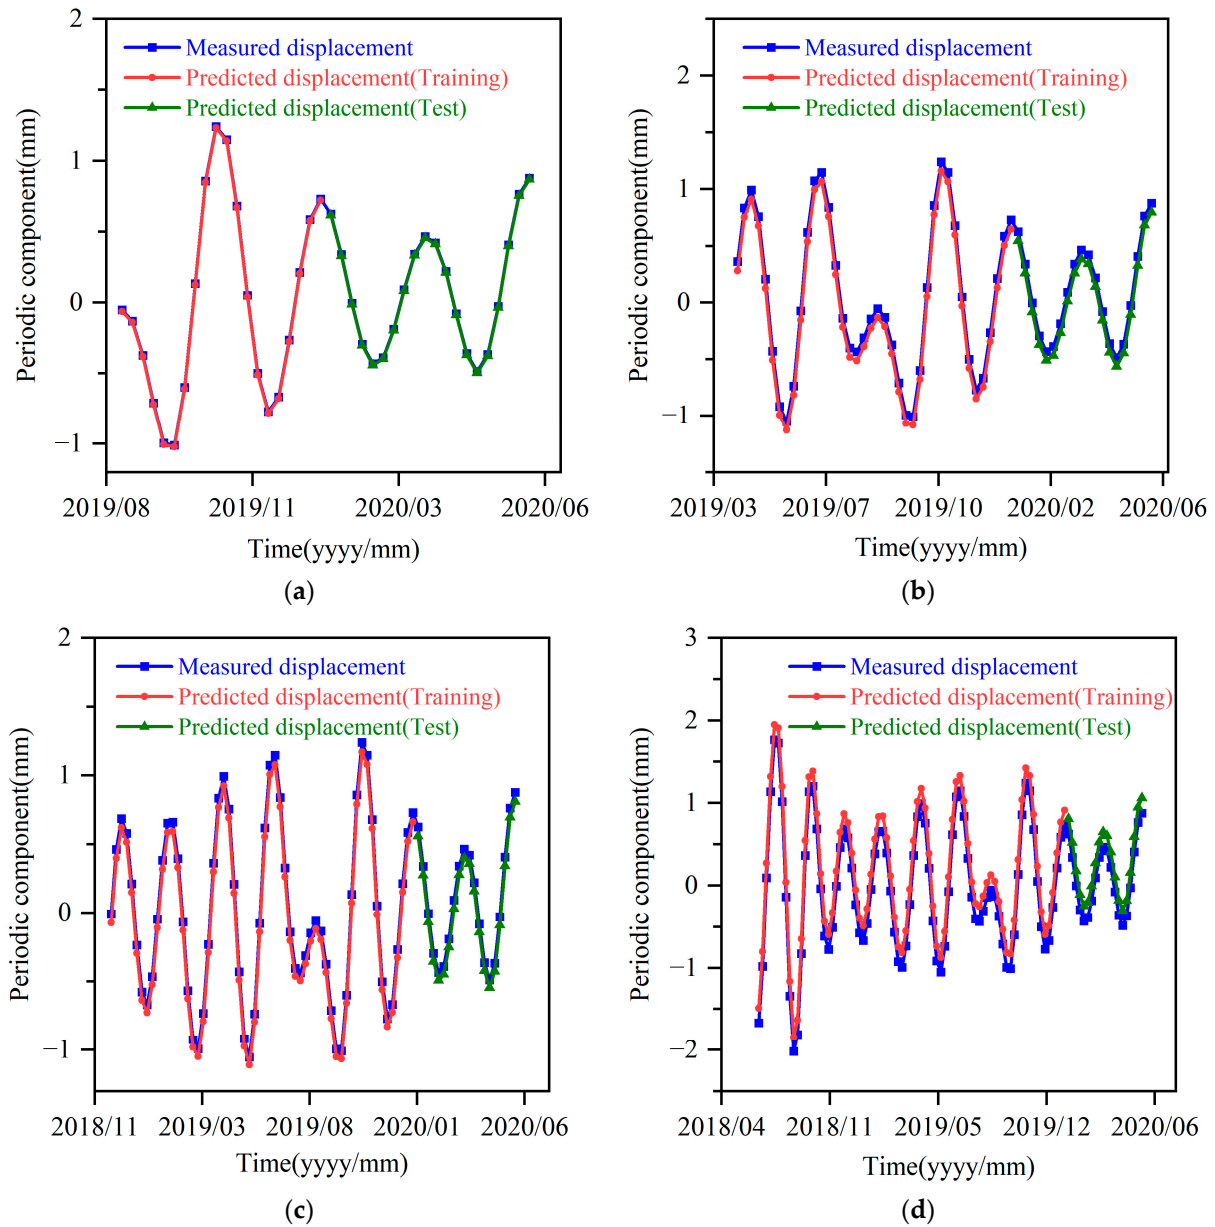 Measured displacement
Predicted displacement(Training)
Predicted displacement(Test)
Periodic component(mm)
2
1
0
−1
2019/08 2019/11 2020/03 2020/06
Time(yyyy/mm)
(a)
Measured displacement
Predicted displacement(Training)
Predicted displacement(Test)
Periodic component(mm)
2
1
0
−1
2019/03 2019/07 2019/10 2020/02 2020/06
Time(yyyy/mm)
(b)
Measured displacement
Predicted displacement(Training)
Predicted displacement(Test)
Periodic component(mm)
2
1
0
−1
2018/11 2019/03 2019/08 2020/01 2020/06
Time(yyyy/mm)
(c)
Measured displacement
Predicted displacement(Training)
Predicted displacement(Test)
Periodic component(mm)
3
2
1
0
−1
−2
2018/04 2018/11 2019/05 2019/12 2020/06
Time(yyyy/mm)
(d)